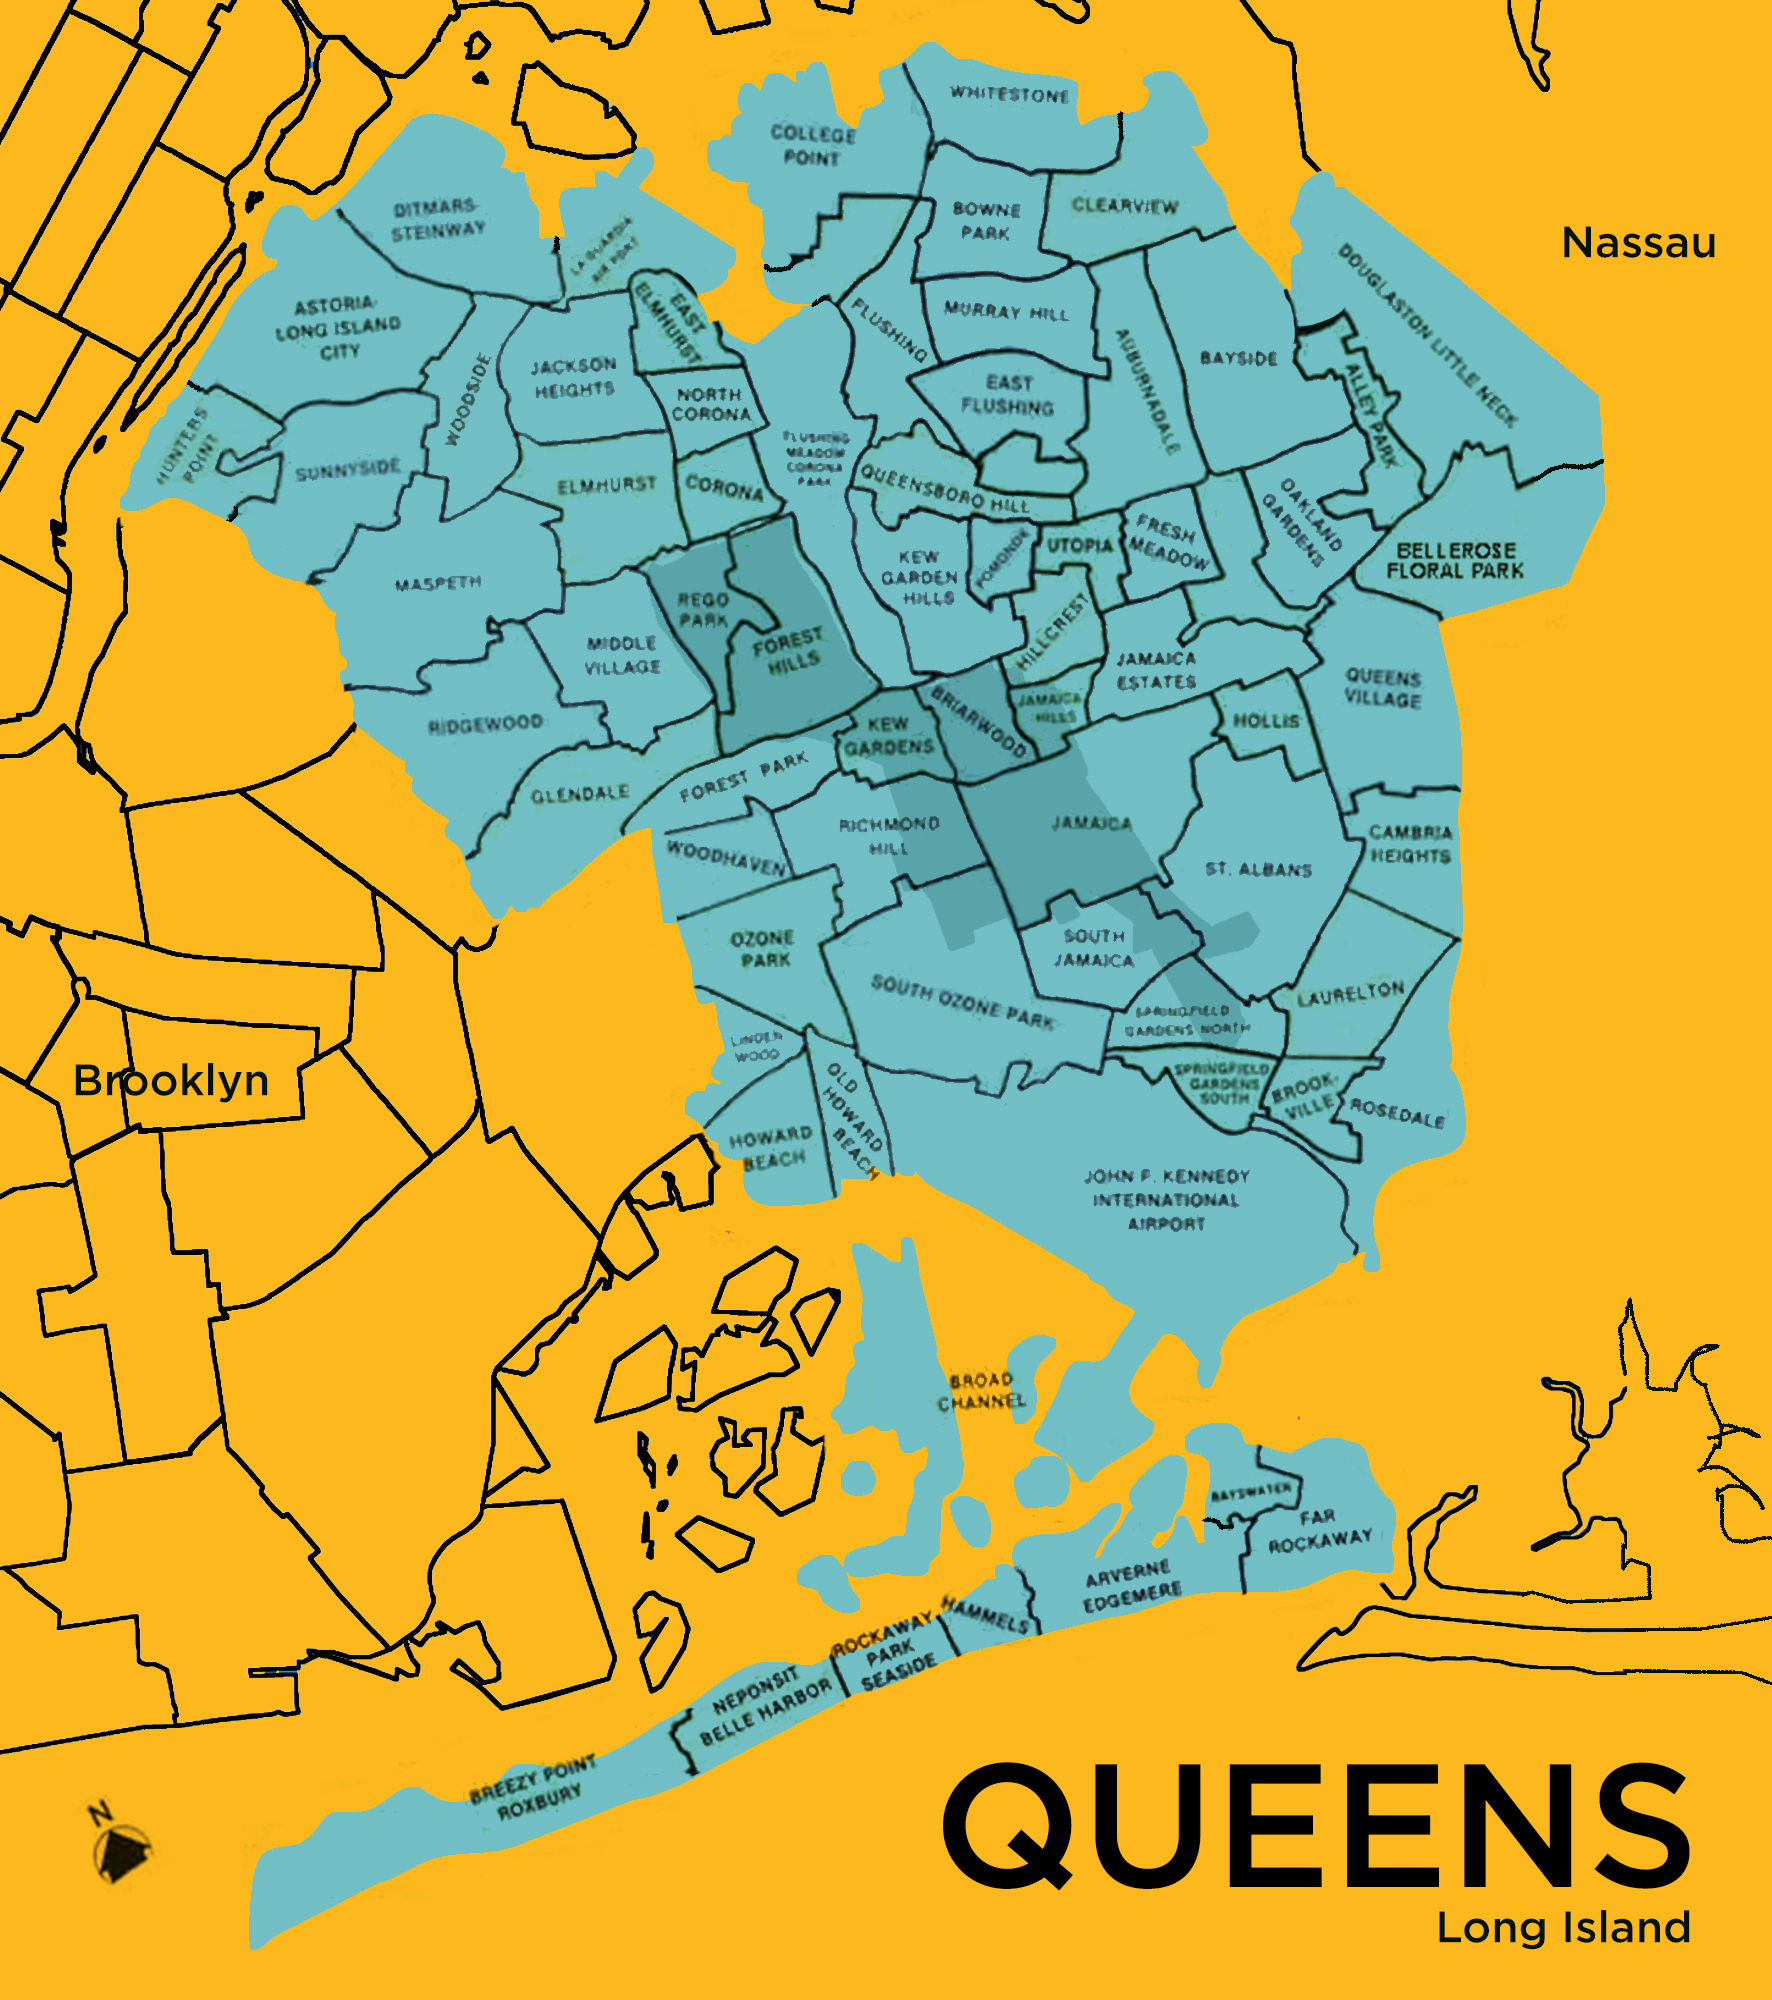 WHITESTONE
COLLEGE
POINT
DITMARS-
STEINWAY
LA GUARDIA
AIR PORT
BOWNE
PARK
CLEARVIEW
Nassau
DOUGLASTON LITTLE NECK
ASTORIA-
LONG ISLAND
CITY
EAST
ELMHURST
FLUSHING
MURRAY HILL
AUBURNADALE
BAYSIDE
ALLEY PARK
WOODSIDE
JACKSON
HEIGHTS
NORTH
CORONA
EAST
FLUSHING
HUNTERS
POINT
SUNNYSIDE
FLUSHING
MEADOW
CORONA
PARK
ELMHURST
CORONA
QUEENSBORO HILL
OAKLAND
GARDENS
MASPETH
KEW
GARDEN
HILLS
POMONOK
UTOPIA
FRESH
MEADOW
BELLEROSE
FLORAL PARK
REGO
PARK
FOREST
HILLS
MIDDLE
VILLAGE
HILLCREST
JAMAICA
ESTATES
QUEENS
VILLAGE
RIDGEWOOD
KEW
GARDENS
BRIARWOOD
JAMAICA
HILLS
HOLLIS
GLENDALE
FOREST PARK
RICHMOND
HILL
JAMAICA
CAMBRIA
HEIGHTS
WOODHAVEN
ST. ALBANS
OZONE
PARK
SOUTH
JAMAICA
SOUTH OZONE PARK
LAURELTON
SPRINGFIELD
GARDENS NORTH
LINDEN
WOOD
Brooklyn
OLD
HOWARD
BEACH
SPRINGFIELD
GARDENS
SOUTH
BROOK-
VILLE
ROSEDALE
HOWARD
BEACH
JOHN F. KENNEDY
INTERNATIONAL
AIRPORT
BROAD
CHANNEL
BAYSWATER
FAR
ROCKAWAY
ARVERNE
EDGEMERE
HAMMELS
ROCKAWAY
PARK
SEASIDE
NEPONSIT
BELLE HARBOR
BREEZY POINT
ROXBURY
N
QUEENS
Long Island